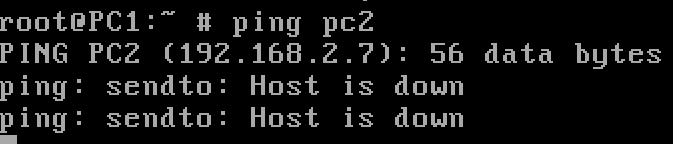 root@PC1:~ # ping pc2
PING PC2 (192.168.2.7): 56 data bytes
ping: sendto: Host is down
ping: sendto: Host is down